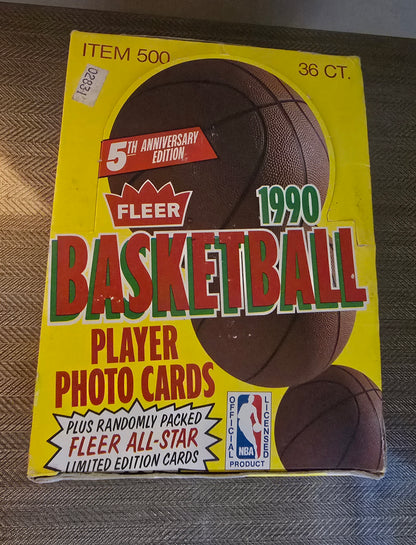 ITEM 500
36 CT.
02831
5TH ANNIVERSARY
EDITION
FLEER
1990
BASKETBALL
PLAYER
PHOTO CARDS
PLUS RANDOMLY PACKED
FLEER ALL-STAR
LIMITED EDITION CARDS
OFFICIAL
LICENSED
NBA
PRODUCT